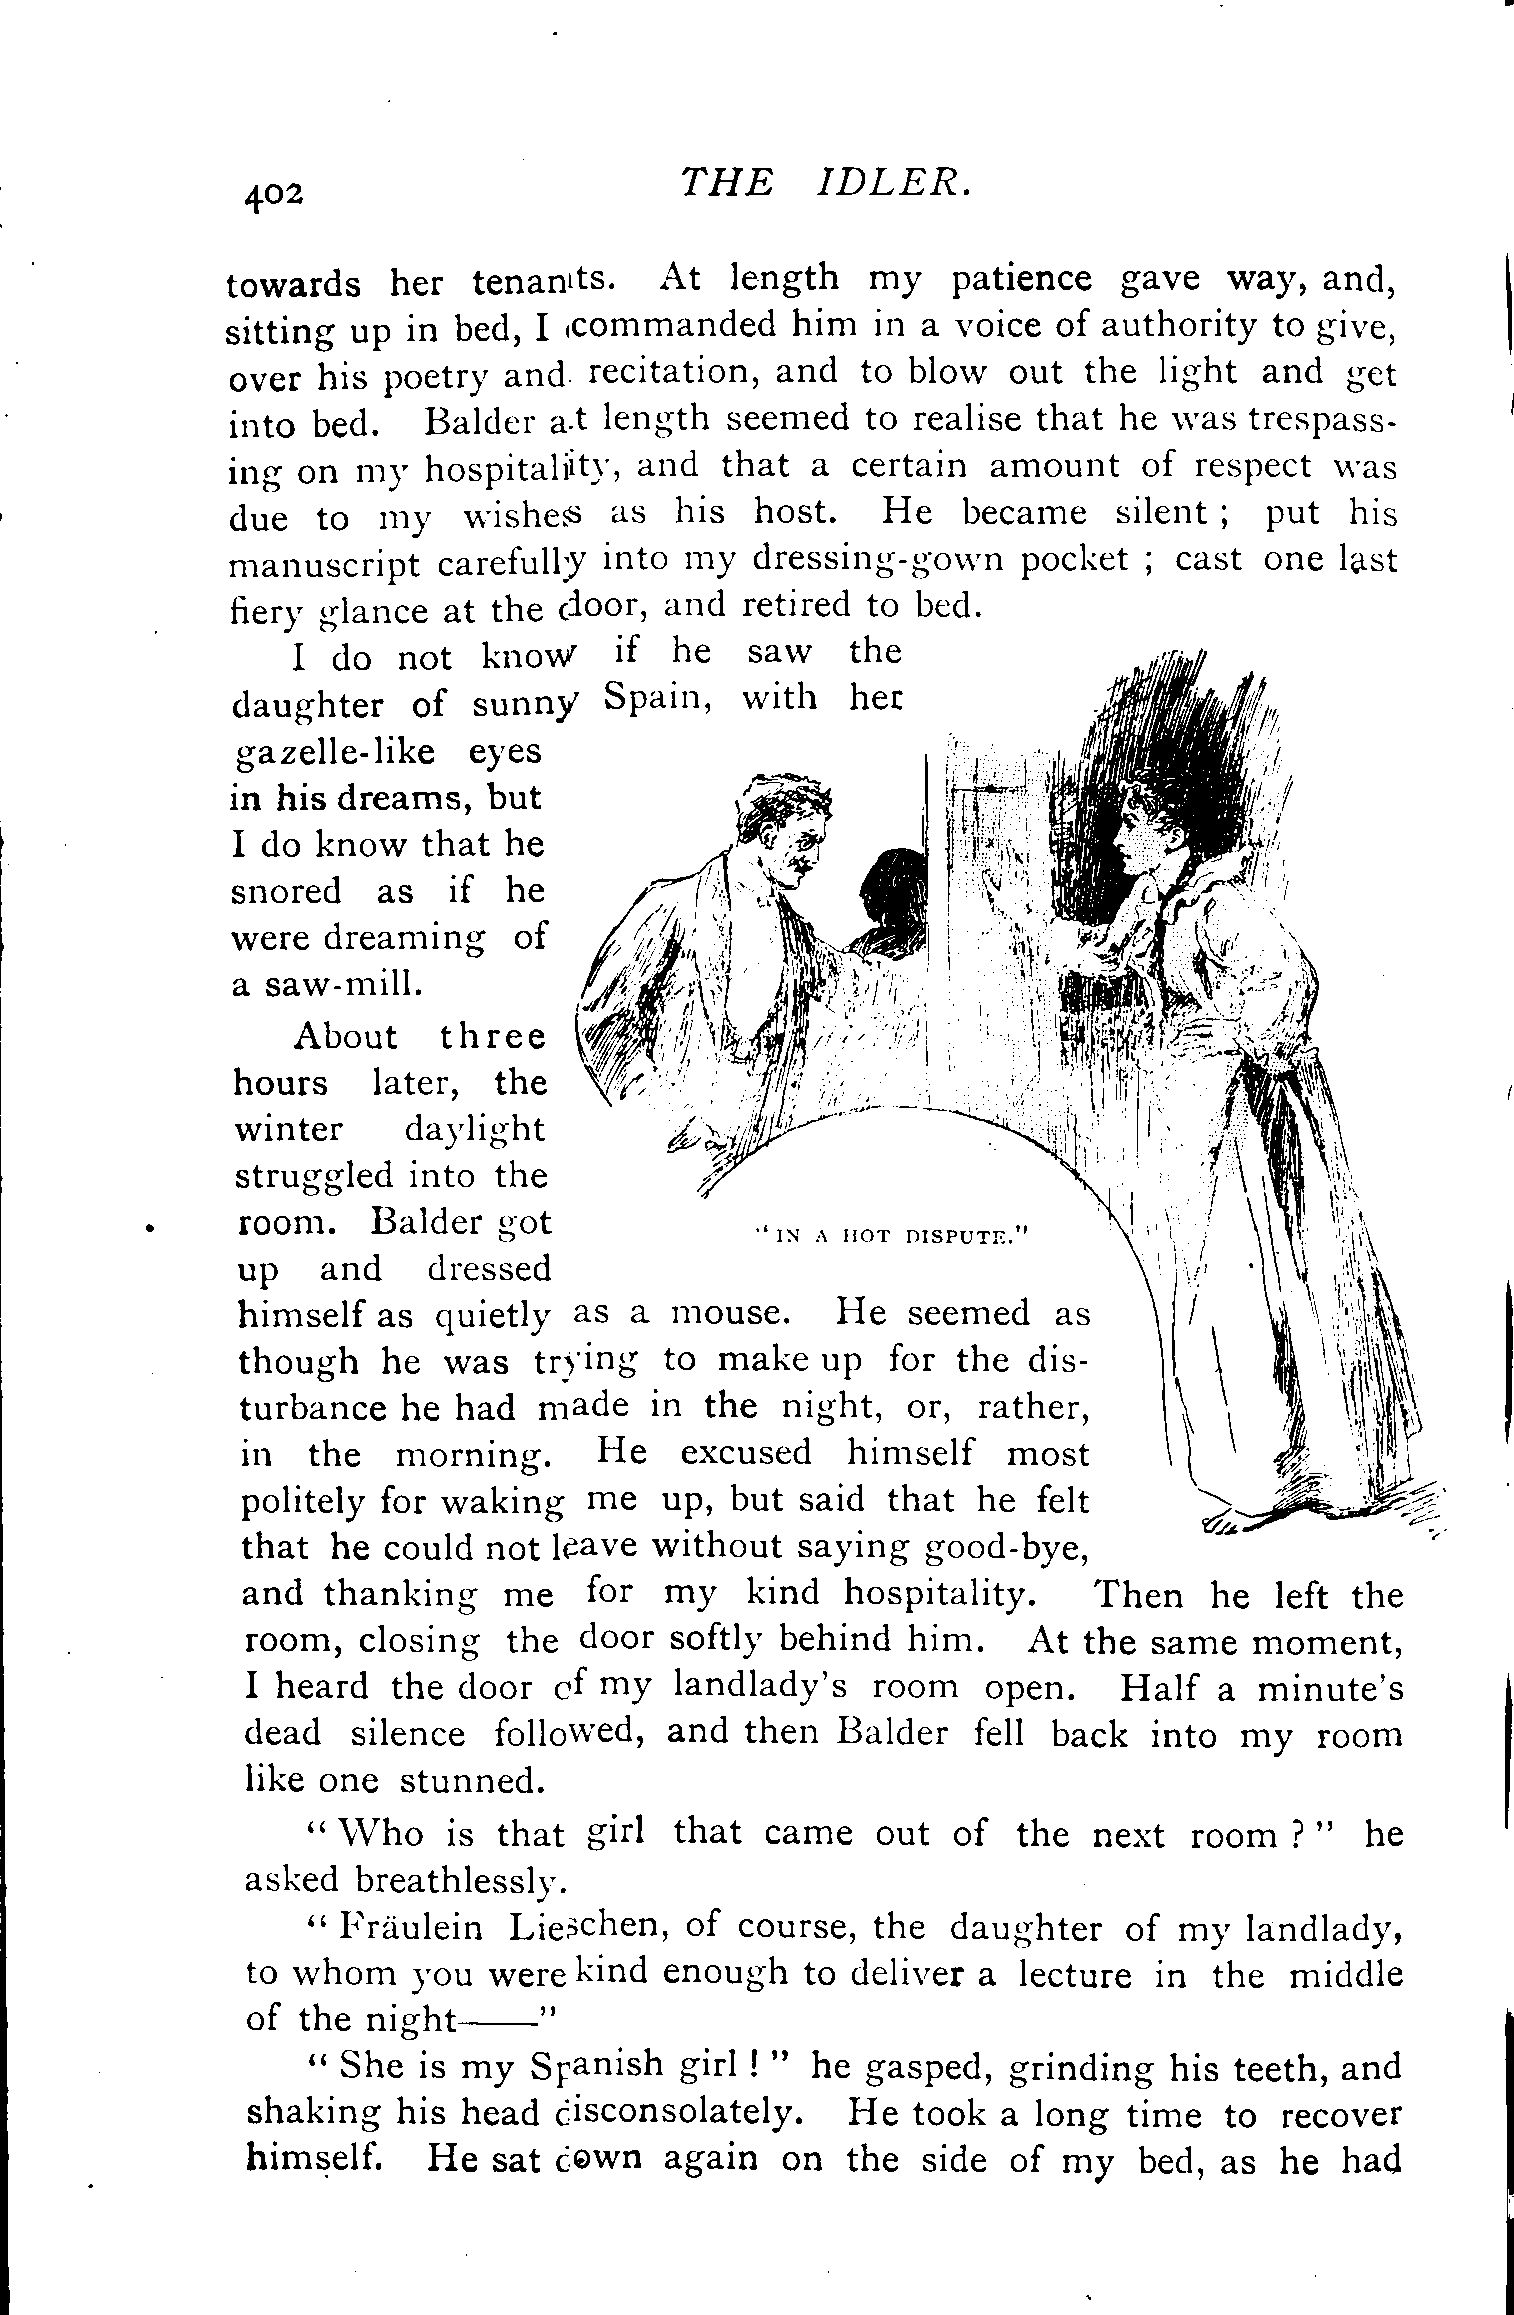 402 THE IDLER.
towards her tenants. At length my patience gave way, and,
sitting up in bed, I commanded him in a voice of authority to give,
over his poetry and recitation, and to blow out the light and get
into bed. Balder at length seemed to realise that he was trespass-
ing on my hospitality, and that a certain amount of respect was
due to my wishes as his host. He became silent ; put his
manuscript carefully into my dressing-gown pocket ; cast one last
fiery glance at the door, and retired to bed.
I do not know if he saw the
daughter of sunny Spain, with her
gazelle-like eyes
in his dreams, but
I do know that he
snored as if he
were dreaming of
a saw-mill.
About three
hours later, the
winter daylight
struggled into the
room. Balder got
up and dressed
"IN A HOT DISPUTE."
himself as quietly as a mouse. He seemed as
though he was trying to make up for the dis-
turbance he had made in the night, or, rather,
in the morning. He excused himself most
politely for waking me up, but said that he felt
that he could not leave without saying good-bye,
and thanking me for my kind hospitality. Then he left the
room, closing the door softly behind him. At the same moment,
I heard the door of my landlady's room open. Half a minute's
dead silence followed, and then Balder fell back into my room
like one stunned.
"Who is that girl that came out of the next room ?" he
asked breathlessly.
"Fräulein Lieschen, of course, the daughter of my landlady,
to whom you were kind enough to deliver a lecture in the middle
of the night——"
"She is my Spanish girl !" he gasped, grinding his teeth, and
shaking his head disconsolately. He took a long time to recover
himself. He sat down again on the side of my bed, as he had